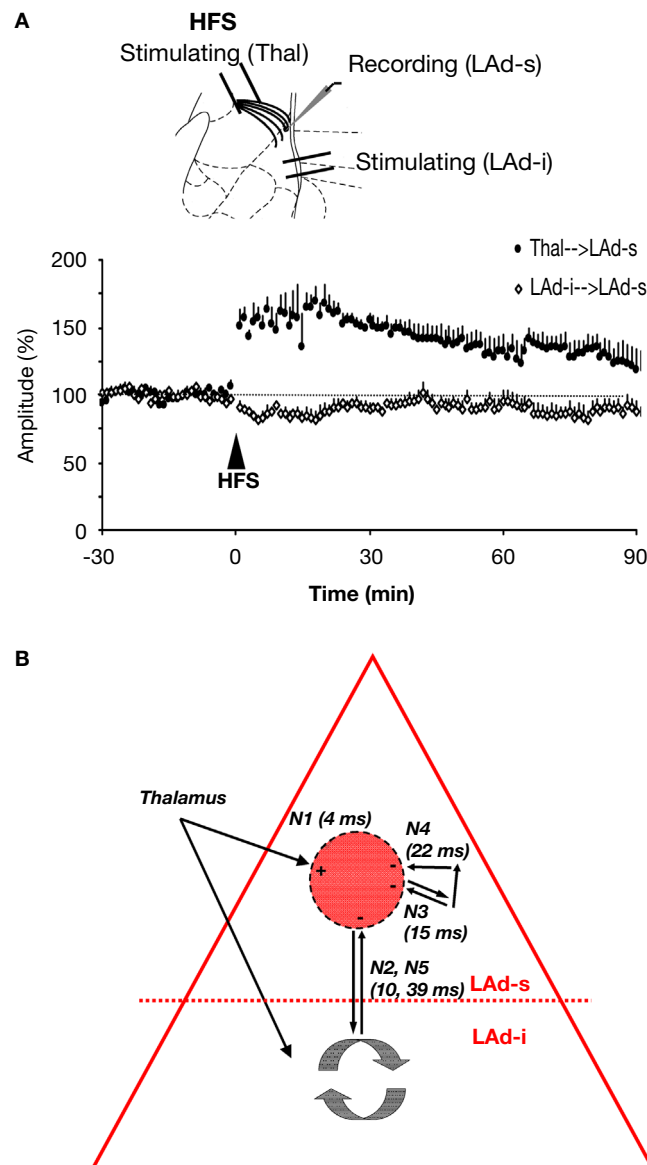 A
HFS
Stimulating (Thal)
Recording (LAd-s)
Stimulating (LAd-i)
Thal-->LAd-s
LAd-i-->LAd-s
200
150
100
50
0
Amplitude (%)
HFS
-30 0 30 60 90
Time (min)
B
Thalamus
N1 (4 ms)
N4
(22 ms)
+
-
-
-
N3
(15 ms)
N2, N5
(10, 39 ms)
LAd-s
LAd-i